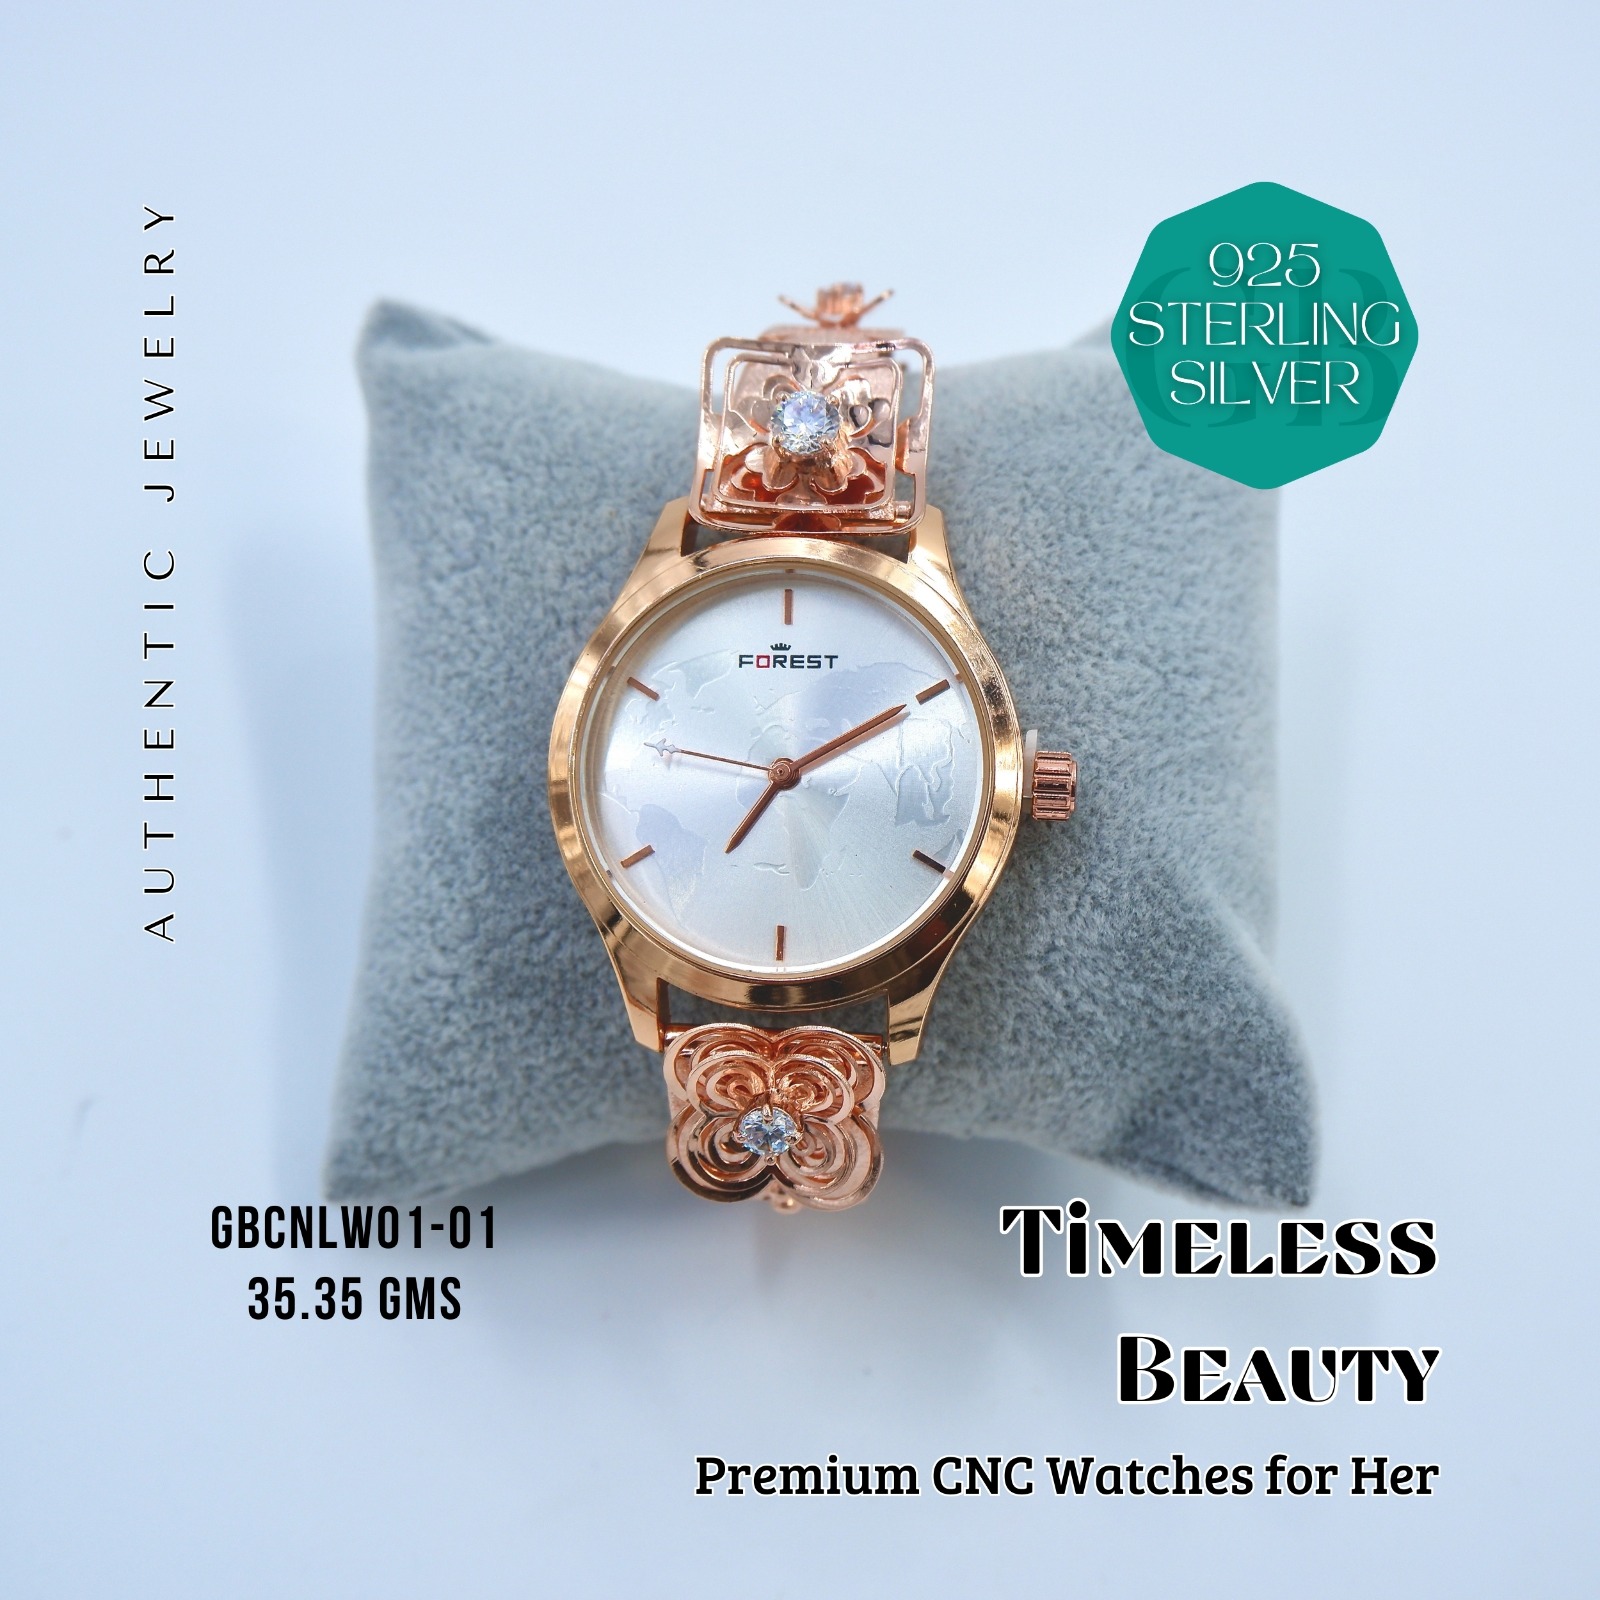 AUTHENTIC JEWELRY
925
STERLING
SILVER
FOREST
GBCNLW01-01
35.35 GMS
TiMELESS
BEAUTY
Premium CNC Watches for Her